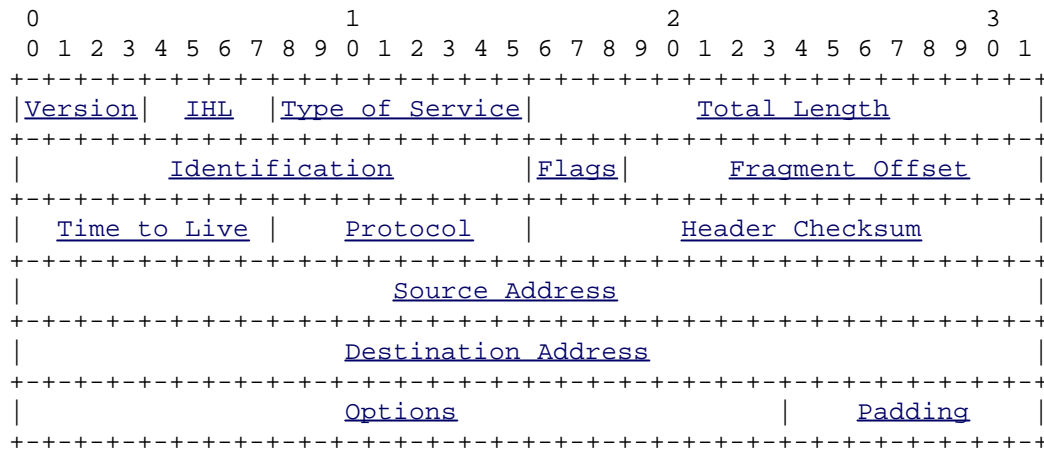 0                   1                   2                   3
0 1 2 3 4 5 6 7 8 9 0 1 2 3 4 5 6 7 8 9 0 1 2 3 4 5 6 7 8 9 0 1
+-+-+-+-+-+-+-+-+-+-+-+-+-+-+-+-+-+-+-+-+-+-+-+-+-+-+-+-+-+-+-+-+
|Version|  IHL  |Type of Service|          Total Length         |
+-+-+-+-+-+-+-+-+-+-+-+-+-+-+-+-+-+-+-+-+-+-+-+-+-+-+-+-+-+-+-+-+
|         Identification        |Flags|      Fragment Offset    |
+-+-+-+-+-+-+-+-+-+-+-+-+-+-+-+-+-+-+-+-+-+-+-+-+-+-+-+-+-+-+-+-+
|  Time to Live |    Protocol   |         Header Checksum       |
+-+-+-+-+-+-+-+-+-+-+-+-+-+-+-+-+-+-+-+-+-+-+-+-+-+-+-+-+-+-+-+-+
|                       Source Address                          |
+-+-+-+-+-+-+-+-+-+-+-+-+-+-+-+-+-+-+-+-+-+-+-+-+-+-+-+-+-+-+-+-+
|                    Destination Address                        |
+-+-+-+-+-+-+-+-+-+-+-+-+-+-+-+-+-+-+-+-+-+-+-+-+-+-+-+-+-+-+-+-+
|                    Options                    |    Padding    |
+-+-+-+-+-+-+-+-+-+-+-+-+-+-+-+-+-+-+-+-+-+-+-+-+-+-+-+-+-+-+-+-+